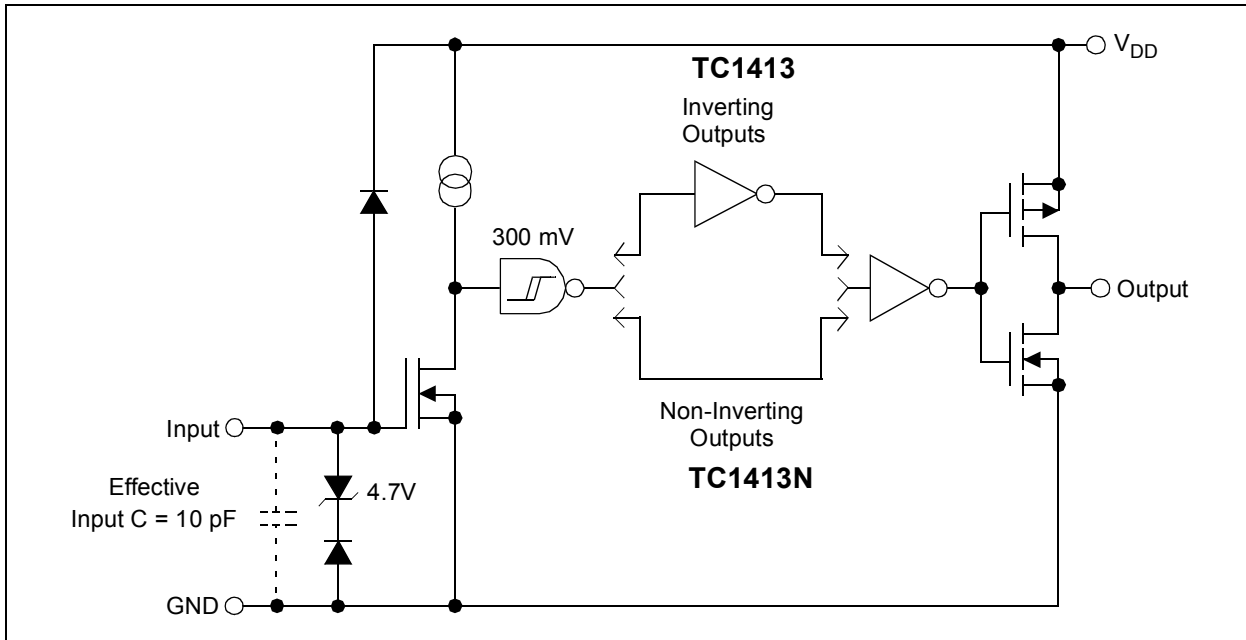 V_DD
TC1413
Inverting
Outputs
300 mV
Output
Input
Non-Inverting
Outputs
TC1413N
4.7V
Effective
Input C = 10 pF
GND